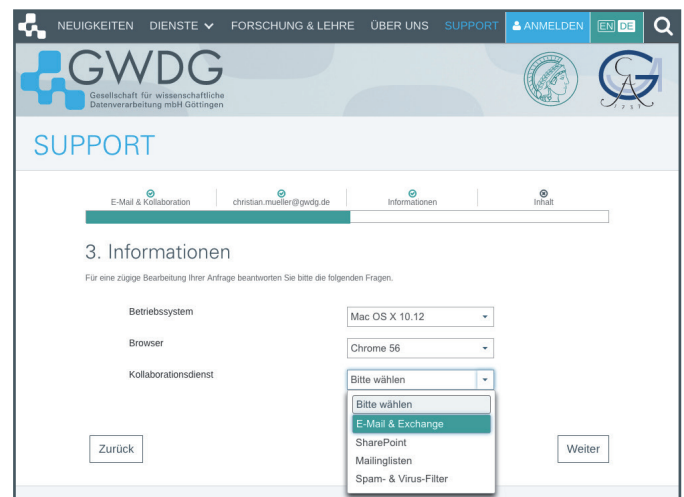 NEUIGKEITEN DIENSTE FORSCHUNG & LEHRE ÜBER UNS SUPPORT ANMELDEN EN DE
GWDG
Gesellschaft für wissenschaftliche
Datenverarbeitung mbH Göttingen
1737
SUPPORT
E-Mail & Kollaboration christian.mueller@gwdg.de Informationen Inhalt
3. Informationen
Für eine zügige Bearbeitung Ihrer Anfrage beantworten Sie bitte die folgenden Fragen.
Betriebssystem Mac OS X 10.12
Browser Chrome 56
Kollaborationsdienst Bitte wählen
Bitte wählen
E-Mail & Exchange
SharePoint
Mailinglisten
Spam- & Virus-Filter
Zurück Weiter